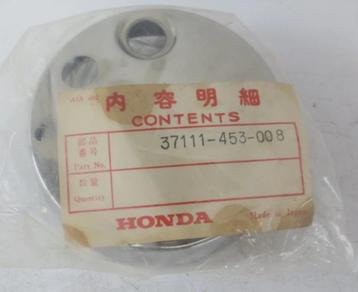 内容明細
CONTENTS
部品番号
Part No.
37111-453-008
数量
Quantity
HONDA
Made in Japan